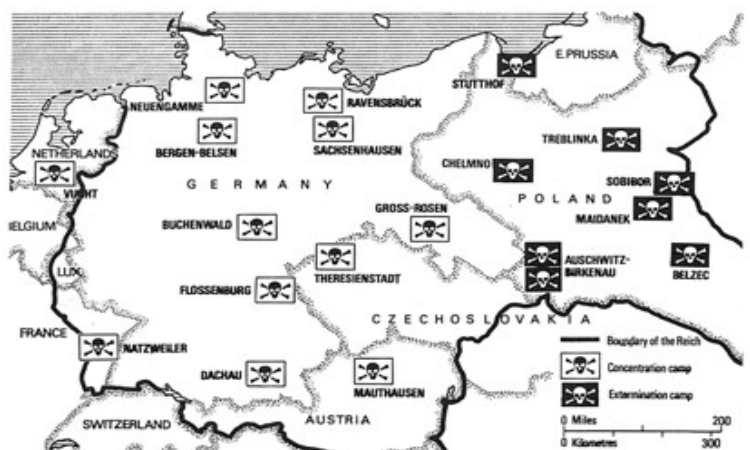 E. PRUSSIA
STUTTHOF
NEUENGAMME
RAVENSBRÜCK
BERGEN-BELSEN
SACHSENHAUSEN
TREBLINKA
NETHERLANDS
CHELMNO
VUGHT
GERMANY
SOBIBOR
POLAND
MAIDANEK
GROSS-ROSEN
BUCHENWALD
BELGIUM
AUSCHWITZ-
BIRKENAU
BELZEC
LUX
THERESIENSTADT
FLOSSENBURG
CZECHOSLOVAKIA
FRANCE
NATZWEILER
DACHAU
MAUTHAUSEN
SWITZERLAND
AUSTRIA
Boundary of the Reich
Concentration camp
Extermination camp
0 Miles 200
0 Kilometres 300